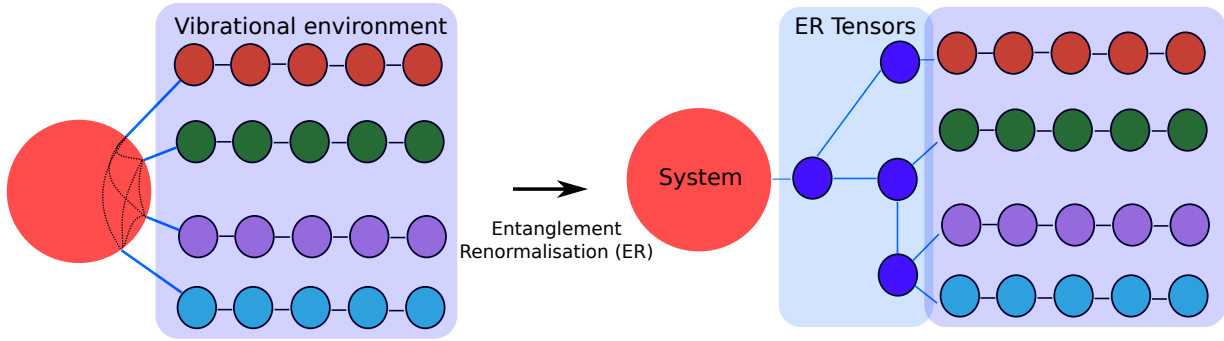 Vibrational environment
ER Tensors
System
Entanglement
Renormalisation (ER)